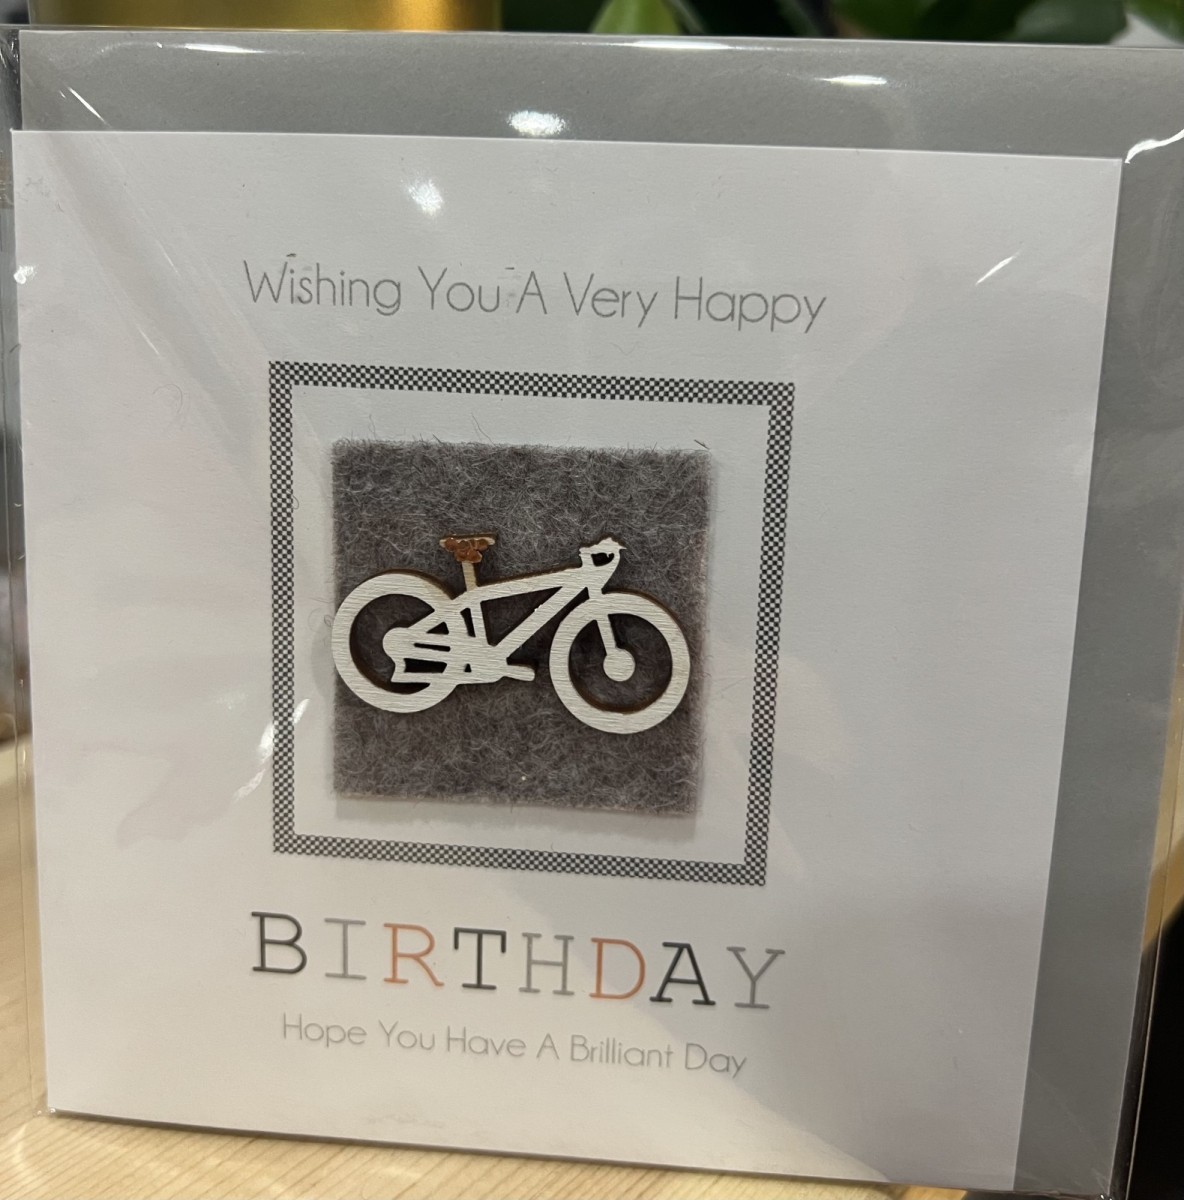 Wishing You A Very Happy
BIRTHDAY
Hope You Have A Brilliant Day